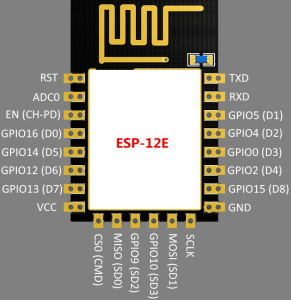 RST
ADC0
EN (CH-PD)
GPIO16 (D0)
GPIO14 (D5)
GPIO12 (D6)
GPIO13 (D7)
VCC
ESP-12E
TXD
RXD
GPIO5 (D1)
GPIO4 (D2)
GPIO0 (D3)
GPIO2 (D4)
GPIO15 (D8)
GND
CS0 (CMD)
MISO (SD0)
GPIO9 (SD2)
GPIO10 (SD3)
MOSI (SD1)
SCLK